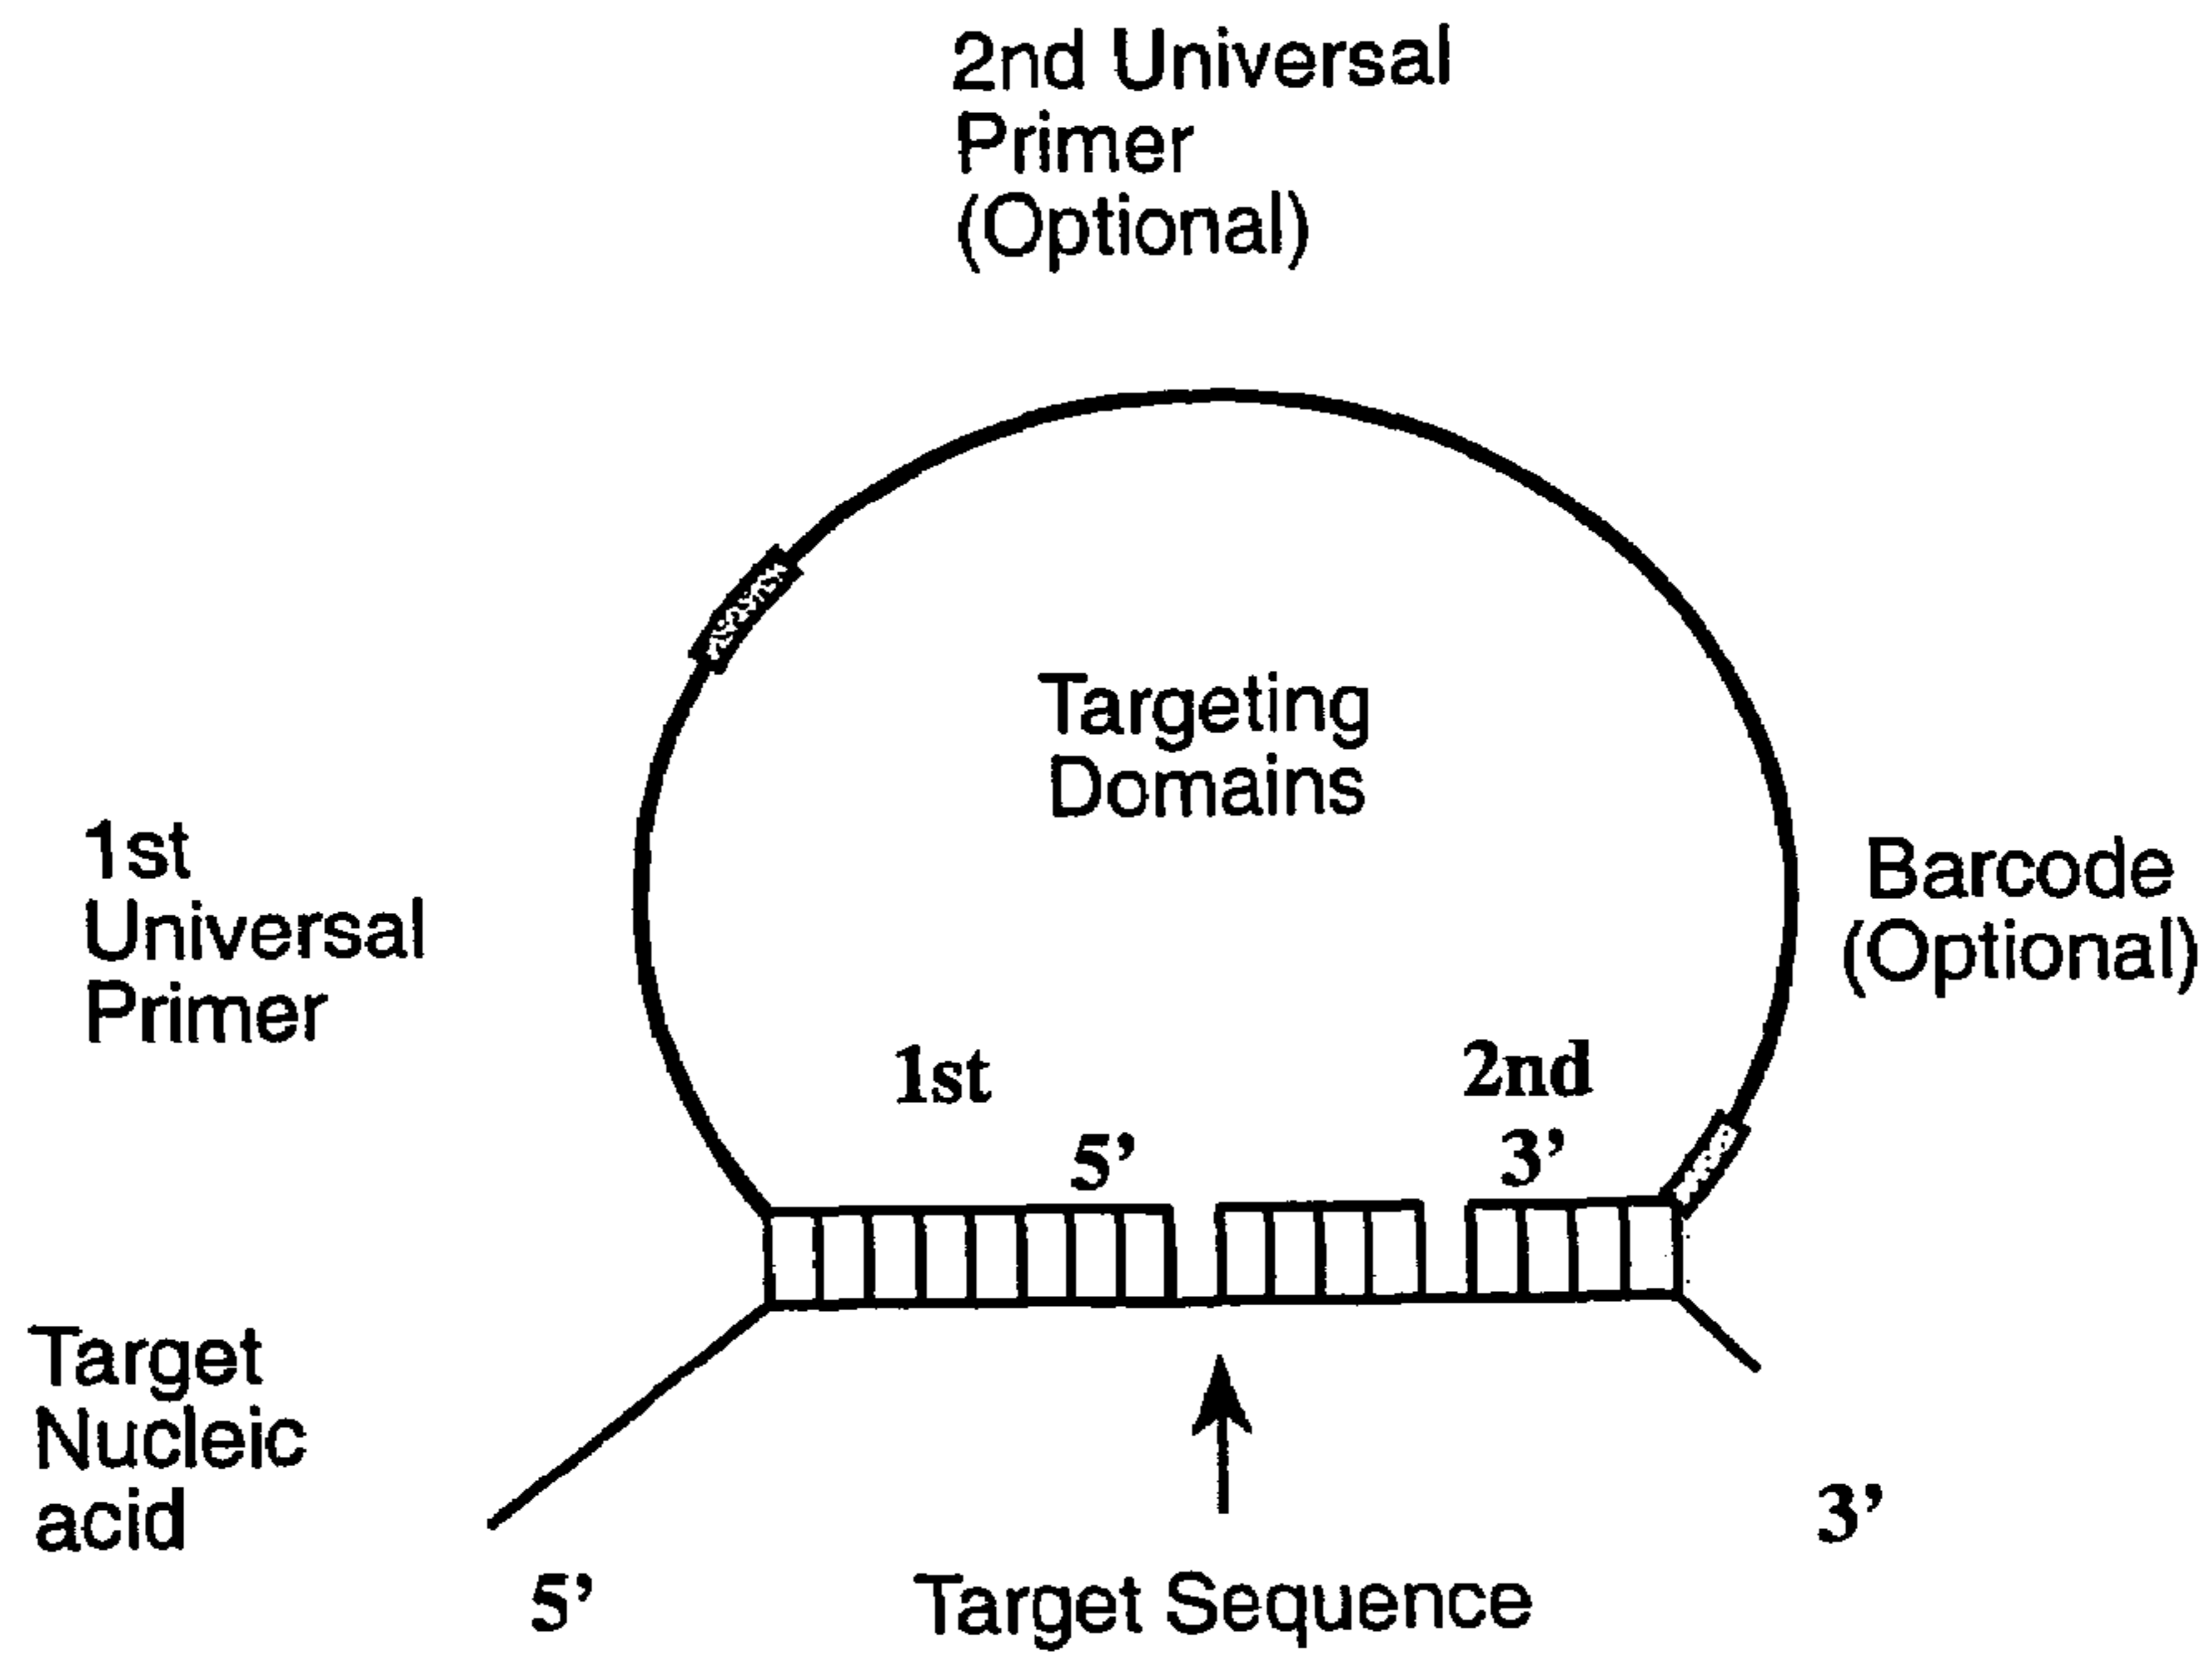 2nd Universal
Primer
(Optional)
Targeting
Domains
1st
Universal
Primer
Barcode
(Optional)
1st
2nd
5’
3’
Target
Nucleic
acid
3’
5’
Target Sequence